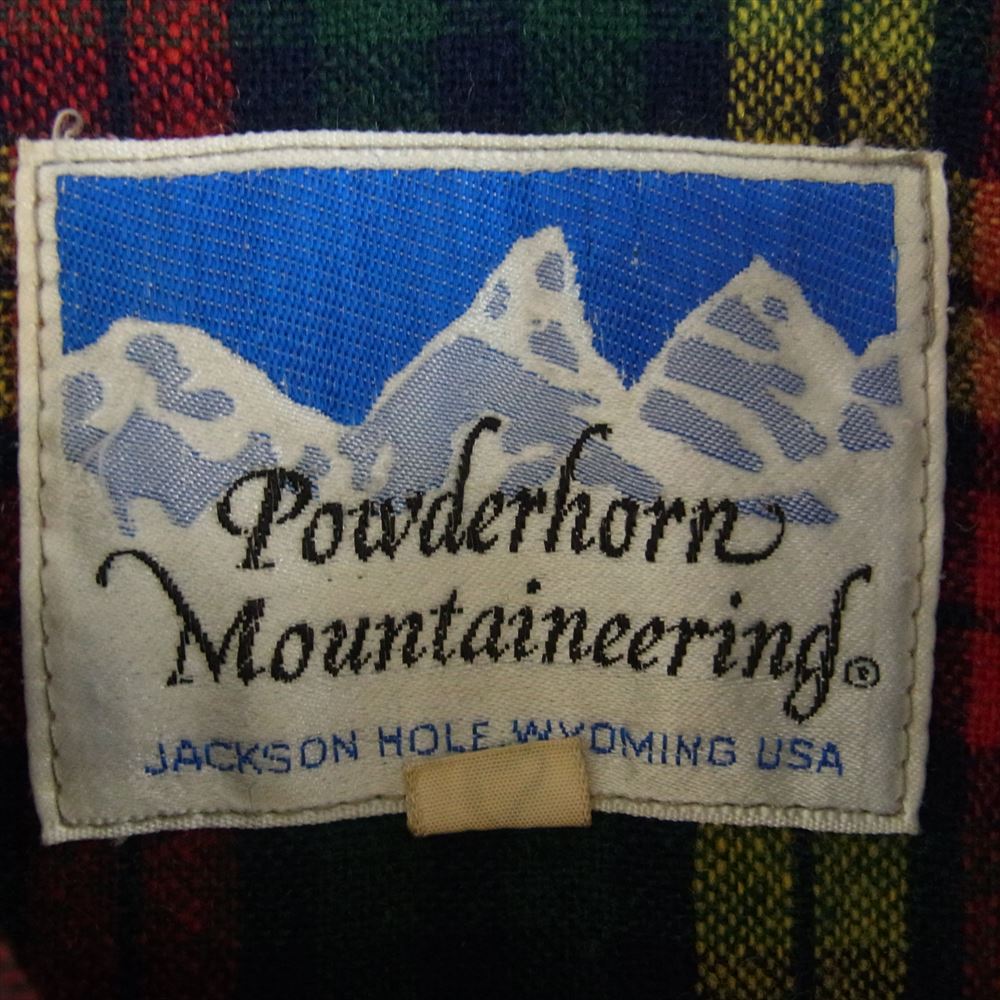 Powderhorn
Mountaineering®
JACKSON HOLE, WYOMING USA